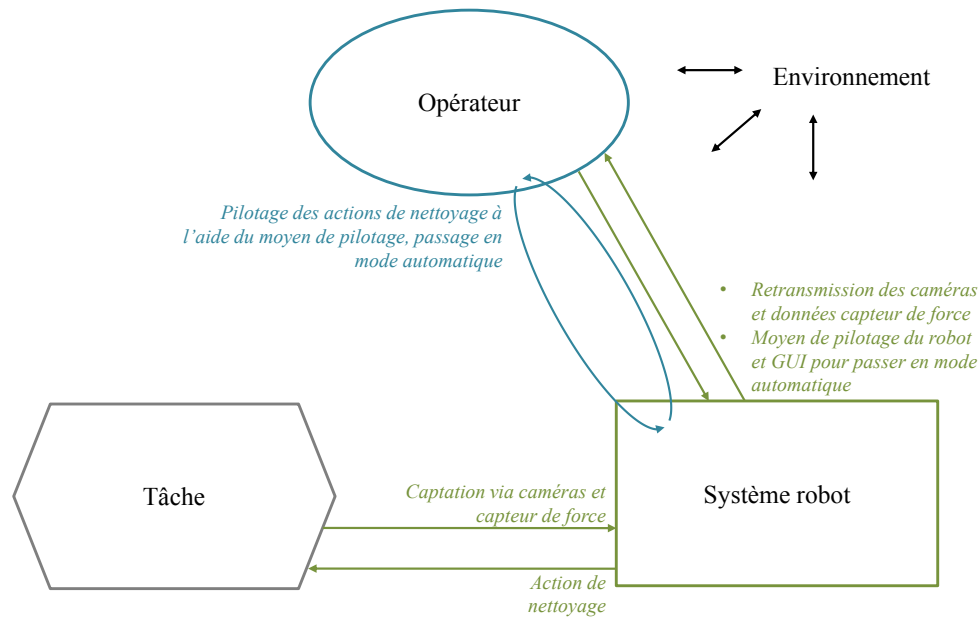 Opérateur
Environnement
Pilotage des actions de nettoyage à
l’aide du moyen de pilotage, passage en
mode automatique
• Retransmission des caméras
et données capteur de force
• Moyen de pilotage du robot
et GUI pour passer en mode
automatique
Tâche
Captation via caméras et
capteur de force
Système robot
Action de
nettoyage